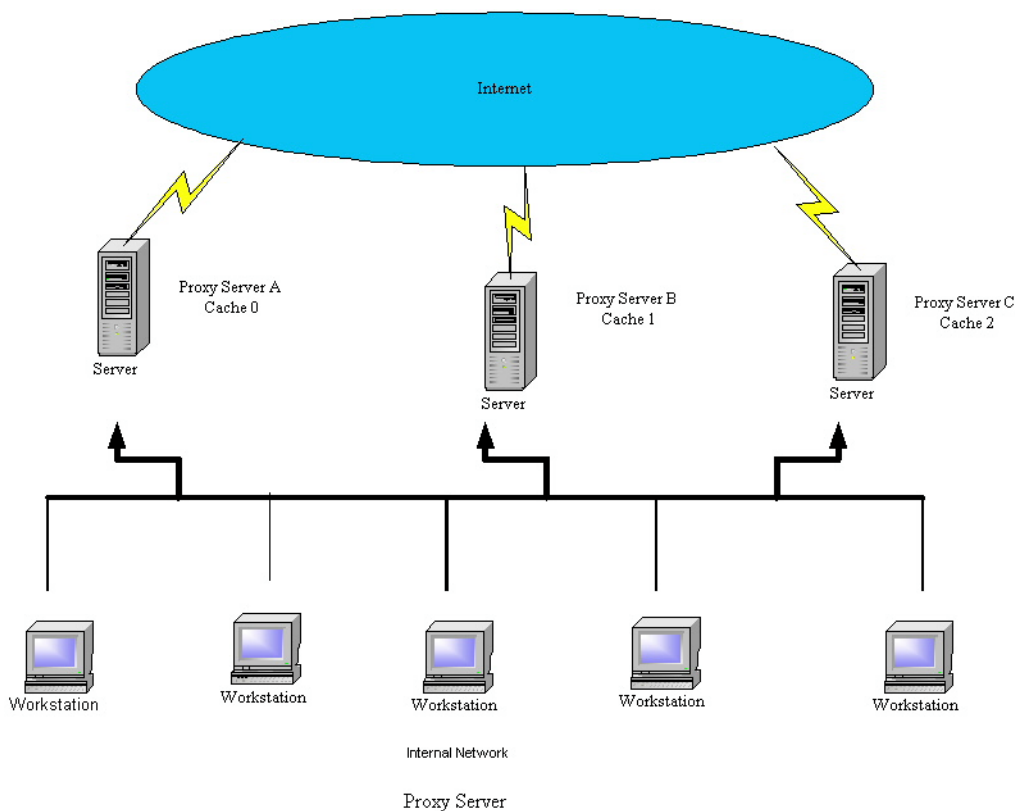 Internet
Proxy Server A
Cache 0
Proxy Server B
Cache 1
Proxy Server C
Cache 2
Server
Server
Server
Workstation
Workstation
Workstation
Workstation
Workstation
Internal Network
Proxy Server